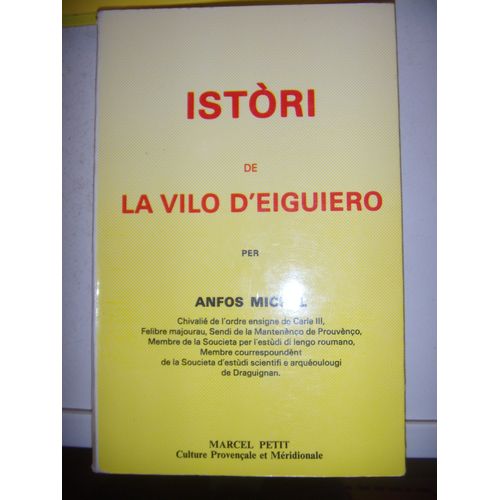 ISTÒRI
DE
LA VILO D'EIGUIERO
PER
ANFOS
Chivalié de l'ordre ensigne de Carle III,
Felibre majourau, Sendi de la Mantenènço de Prouvènço,
Membre de la Soucieta per l'estùdi di lengo roumano,
Membre courrespoundènt
de la Soucieta d'estùdi scientifi e arquéoulougi
de Draguignan.
MARCEL PETIT
Culture Provençale et Méridionale